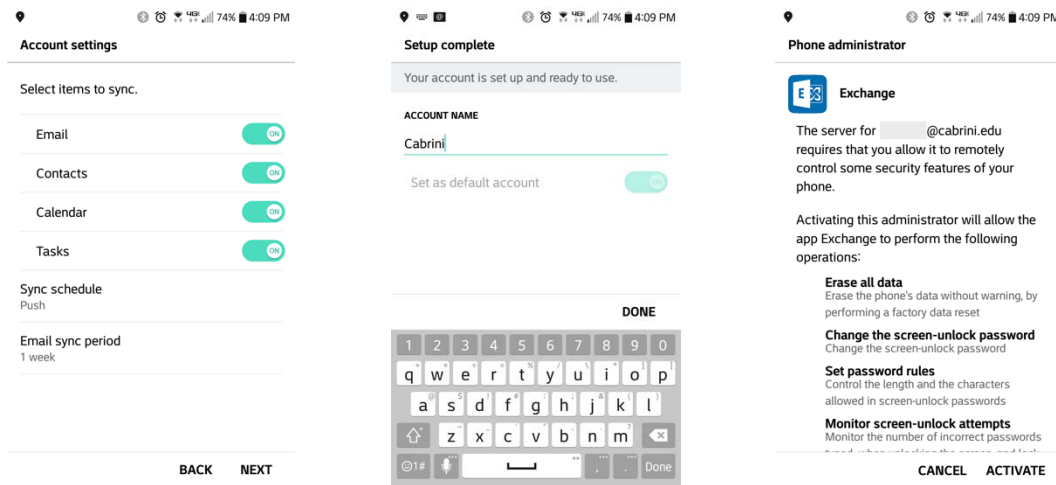 74% 4:09 PM
Account settings
Select items to sync.
Email ON
Contacts ON
Calendar ON
Tasks ON
Sync schedule
Push
Email sync period
1 week
BACK NEXT
74% 4:09 PM
Setup complete
Your account is set up and ready to use.
ACCOUNT NAME
Cabrini
Set as default account ON
DONE
1 2 3 4 5 6 7 8 9 0
q w e r t y u i o p
a s d f g h j k l
z x c v b n m
1# , . Done
74% 4:09 PM
Phone administrator
E Exchange
The server for @cabrini.edu
requires that you allow it to remotely
control some security features of your
phone.
Activating this administrator will allow the
app Exchange to perform the following
operations:
Erase all data
Erase the phone's data without warning, by
performing a factory data reset
Change the screen-unlock password
Change the screen-unlock password
Set password rules
Control the length and the characters
allowed in screen-unlock passwords
Monitor screen-unlock attempts
Monitor the number of incorrect passwords
CANCEL ACTIVATE